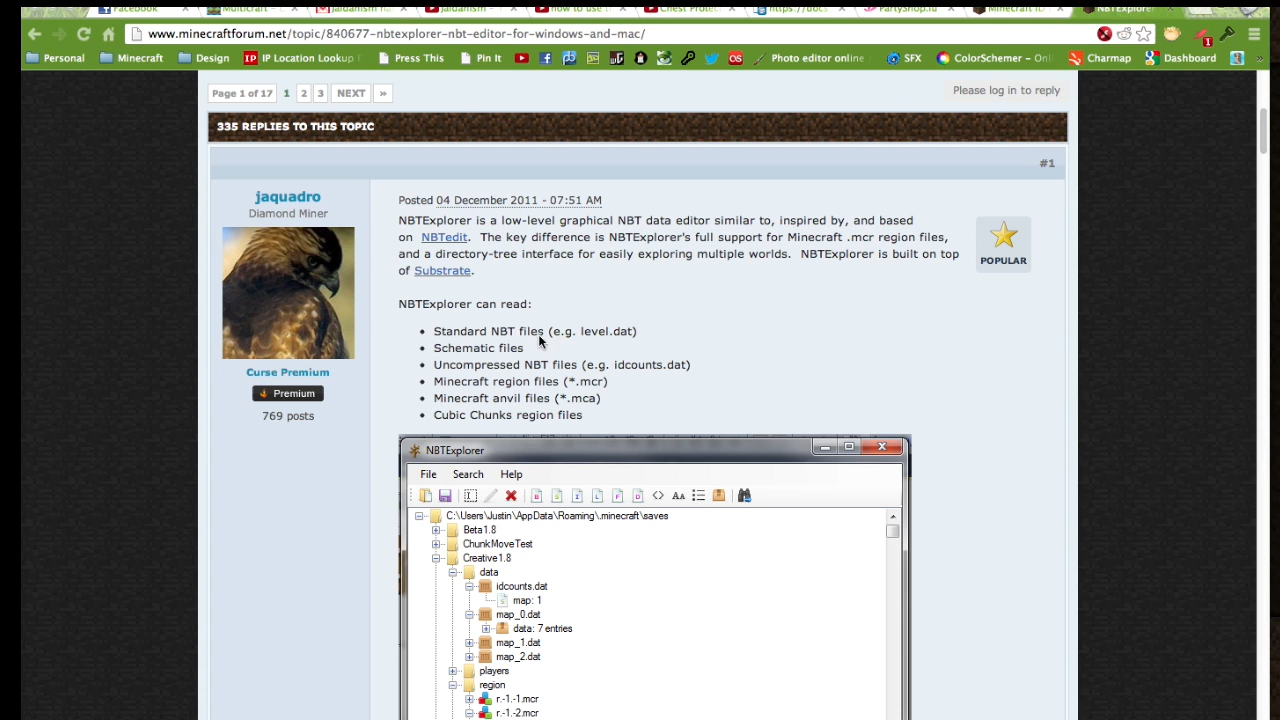 Facebook
www.minecraftforum.net/topic/840677-nbtexplorer-nbt-editor-for-windows-and-mac/
1
Personal Minecraft Design IP Location Lookup Press This Pin It Photo editor online SFX ColorSchemer - Onli Charmap Dashboard »
Page 1 of 17 1 2 3 NEXT »
Please log in to reply
335 REPLIES TO THIS TOPIC
#1
jaquadro
Diamond Miner
Curse Premium
Premium
769 posts
Posted 04 December 2011 - 07:51 AM
NBTExplorer is a low-level graphical NBT data editor similar to, inspired by, and based
on NBTedit. The key difference is NBTExplorer's full support for Minecraft .mcr region files,
and a directory-tree interface for easily exploring multiple worlds. NBTExplorer is built on top
of Substrate.
POPULAR
NBTExplorer can read:
• Standard NBT files (e.g. level.dat)
• Schematic files
• Uncompressed NBT files (e.g. idcounts.dat)
• Minecraft region files (*.mcr)
• Minecraft anvil files (*.mca)
• Cubic Chunks region files
NBTExplorer
File Search Help
C:\Users\Justin\AppData\Roaming\.minecraft\saves
Beta1.8
ChunkMoveTest
Creative1.8
data
idcounts.dat
map: 1
map_0.dat
data: 7 entries
map_1.dat
map_2.dat
players
region
r.-1.-1.mcr
r.-1.-2.mcr